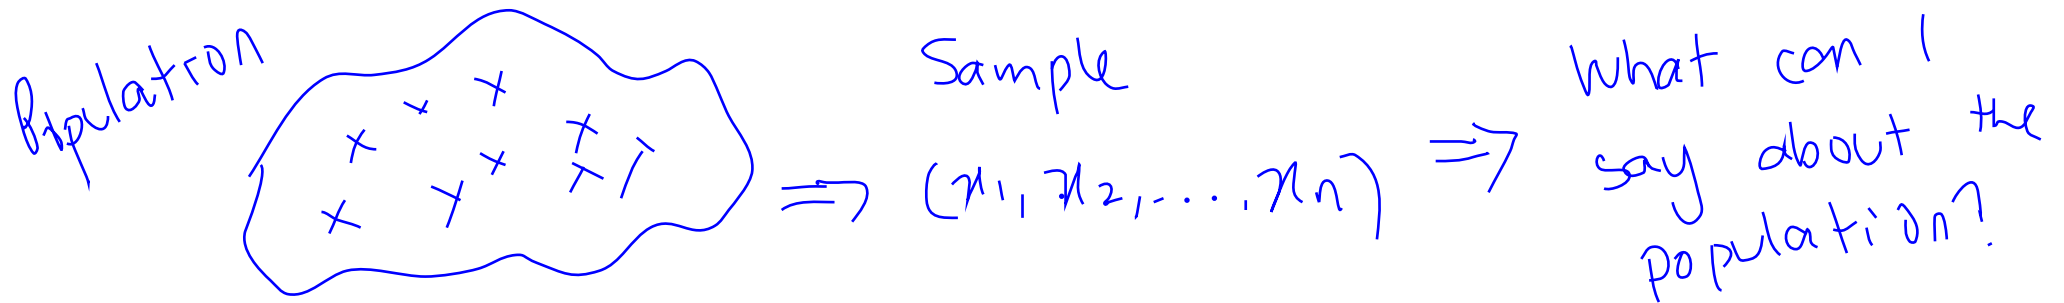 Population
Sample
(x₁, x₂, ..., xₙ)
What can I
say about the
population?